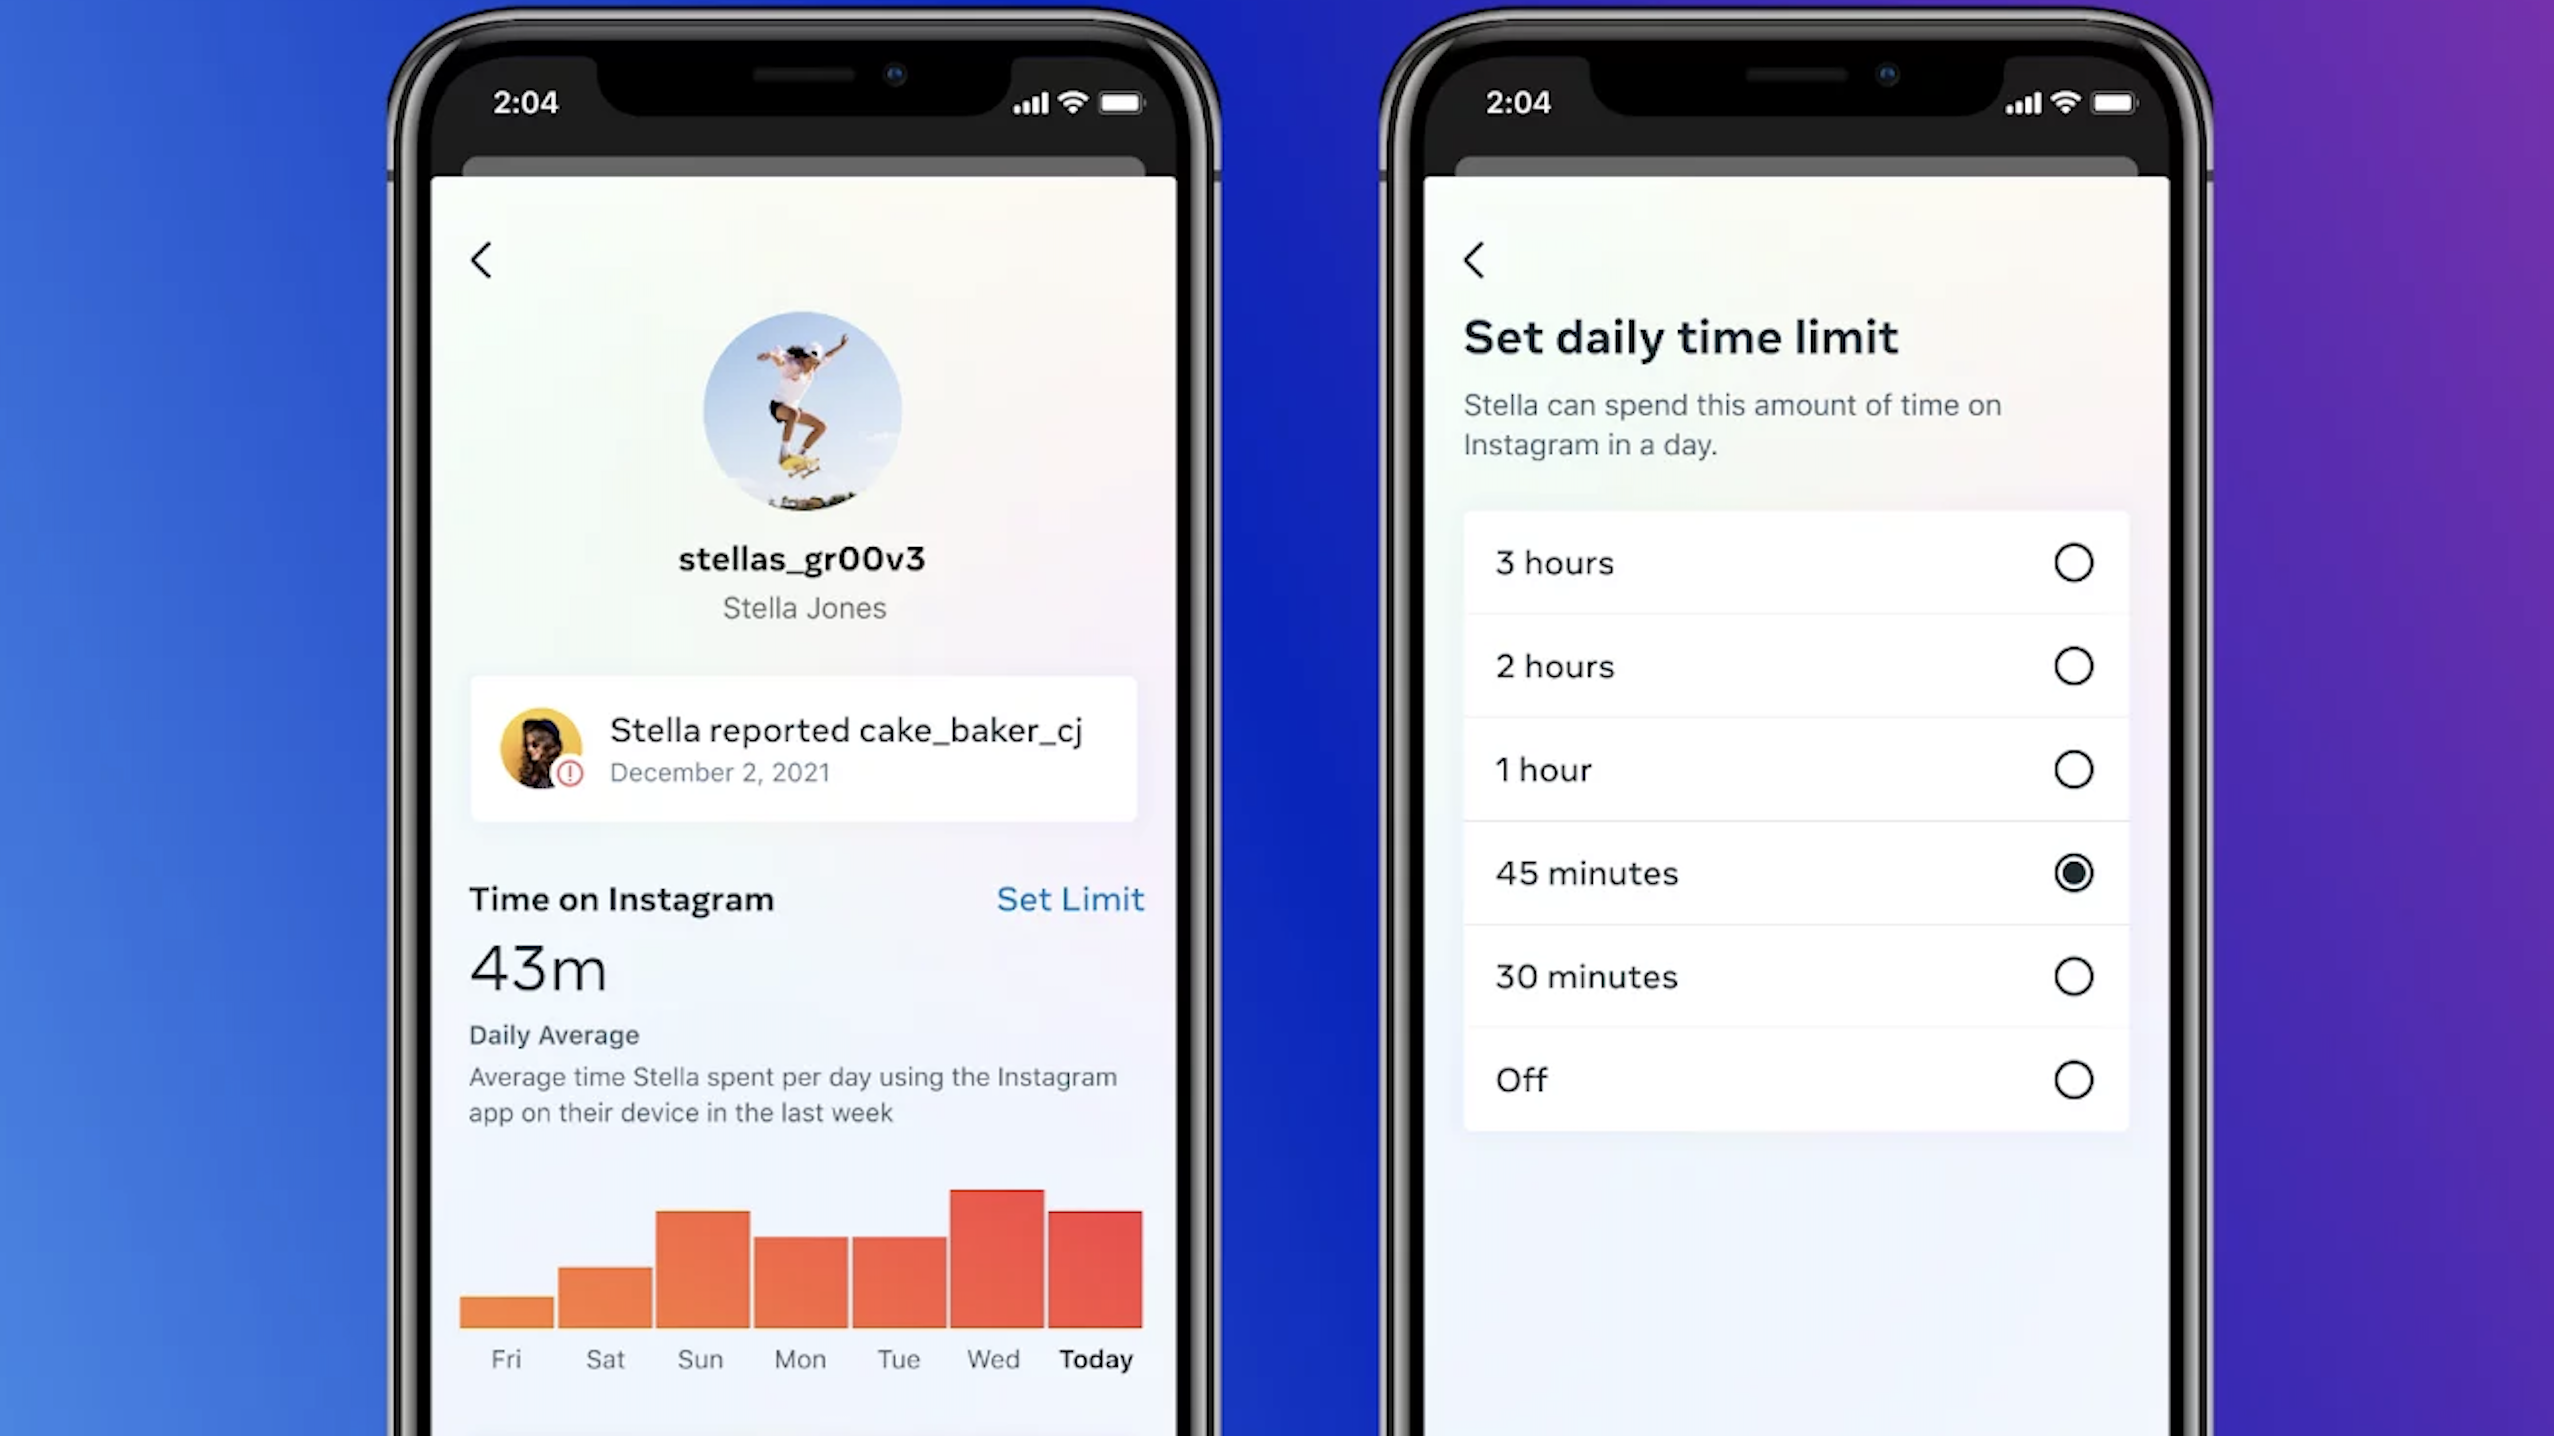 2:04
stellas_gr00v3
Stella Jones
Stella reported cake_baker_cj
December 2, 2021
Time on Instagram
Set Limit
43m
Daily Average
Average time Stella spent per day using the Instagram
app on their device in the last week
Fri
Sat
Sun
Mon
Tue
Wed
Today
2:04
Set daily time limit
Stella can spend this amount of time on
Instagram in a day.
3 hours
2 hours
1 hour
45 minutes
30 minutes
Off